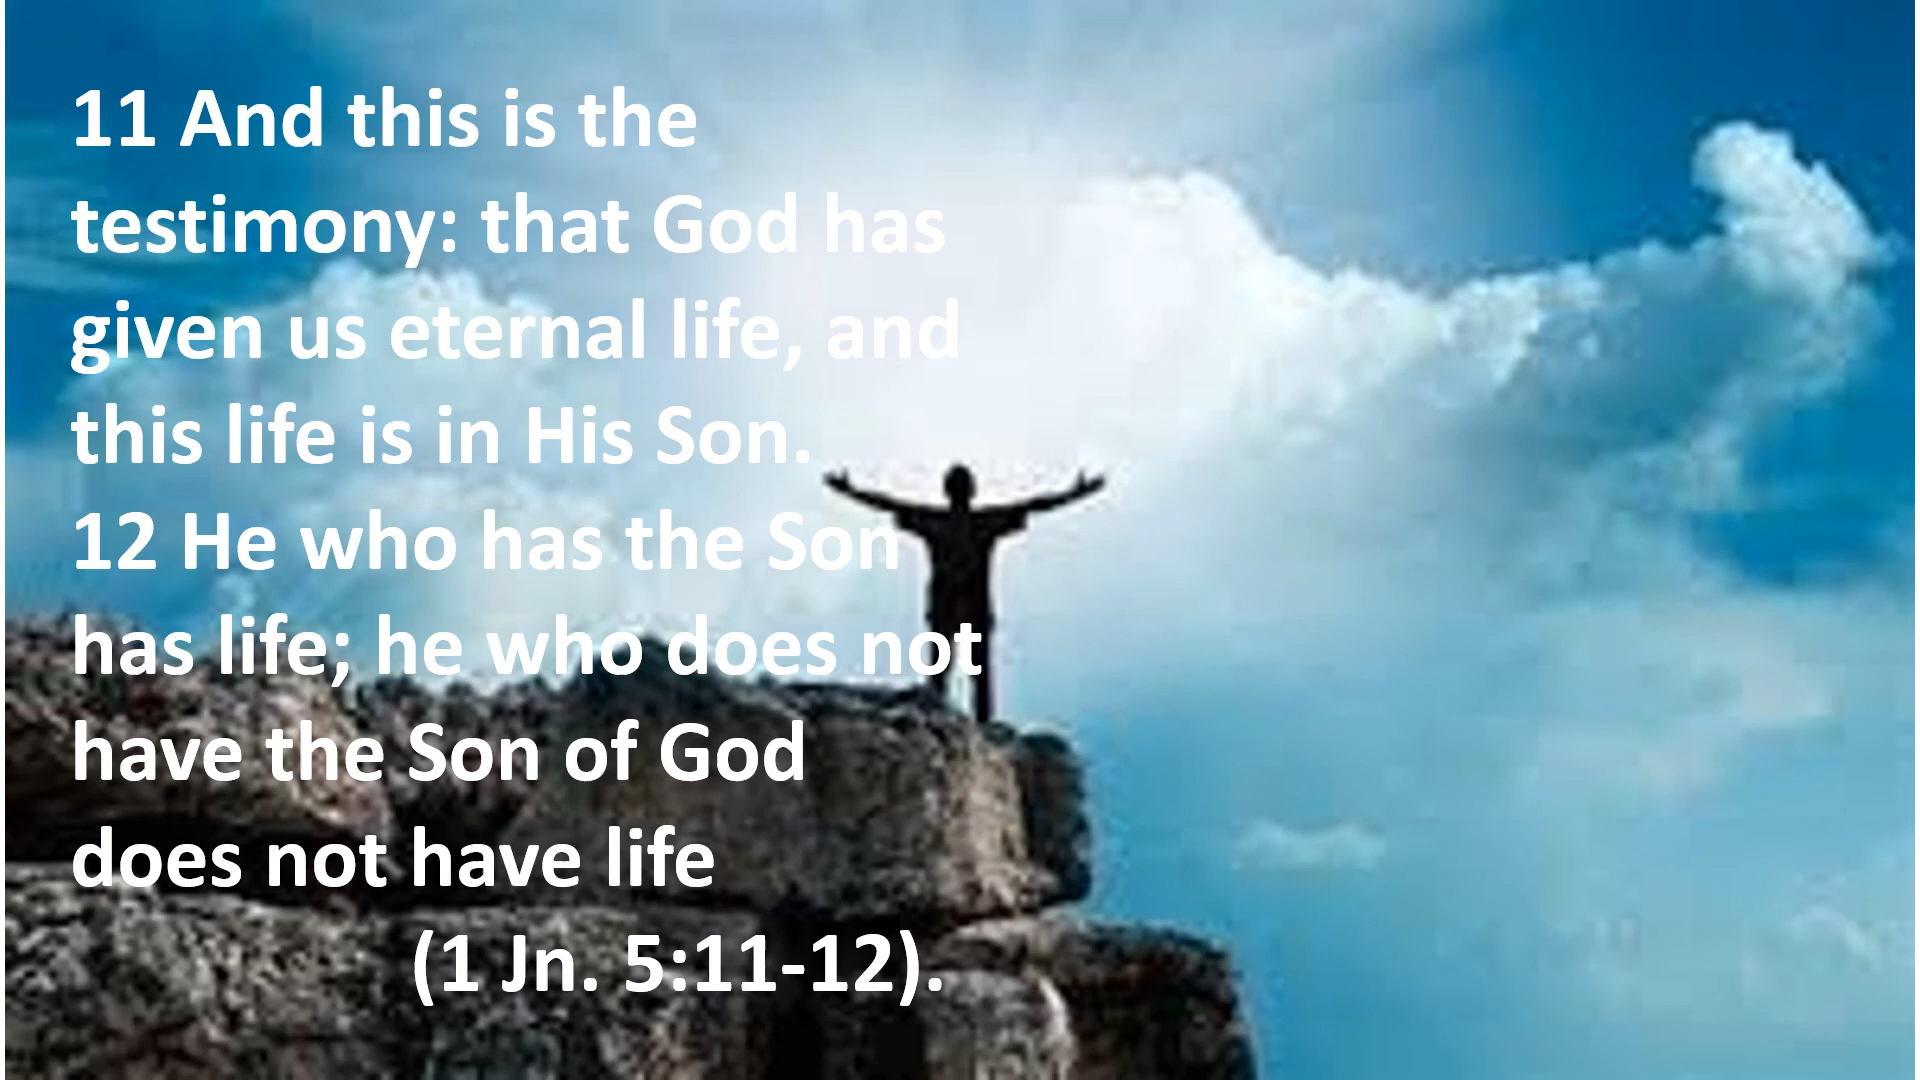 11 And this is the
testimony: that God has
given us eternal life, and
this life is in His Son.
12 He who has the Son
has life; he who does not
have the Son of God
does not have life
(1 Jn. 5:11-12).